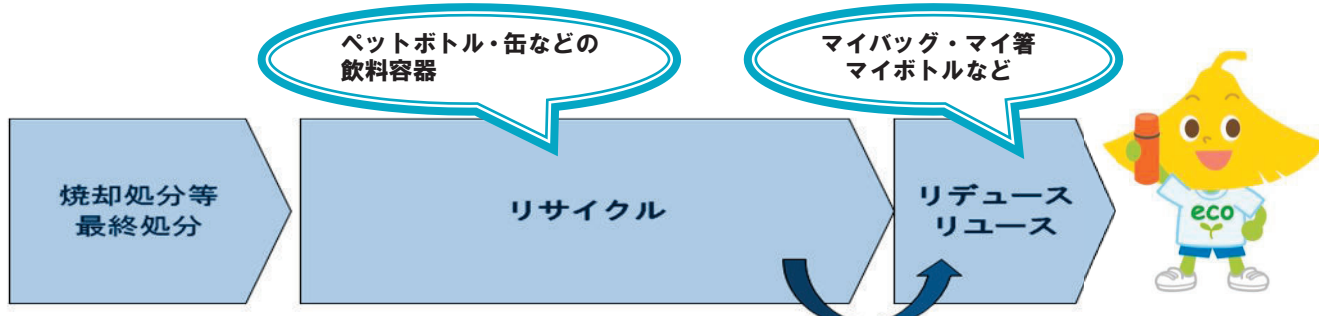 ペットボトル・缶などの
飲料容器
マイバッグ・マイ箸
マイボトルなど
焼却処分等
最終処分
リサイクル
リデュース
リユース
eco